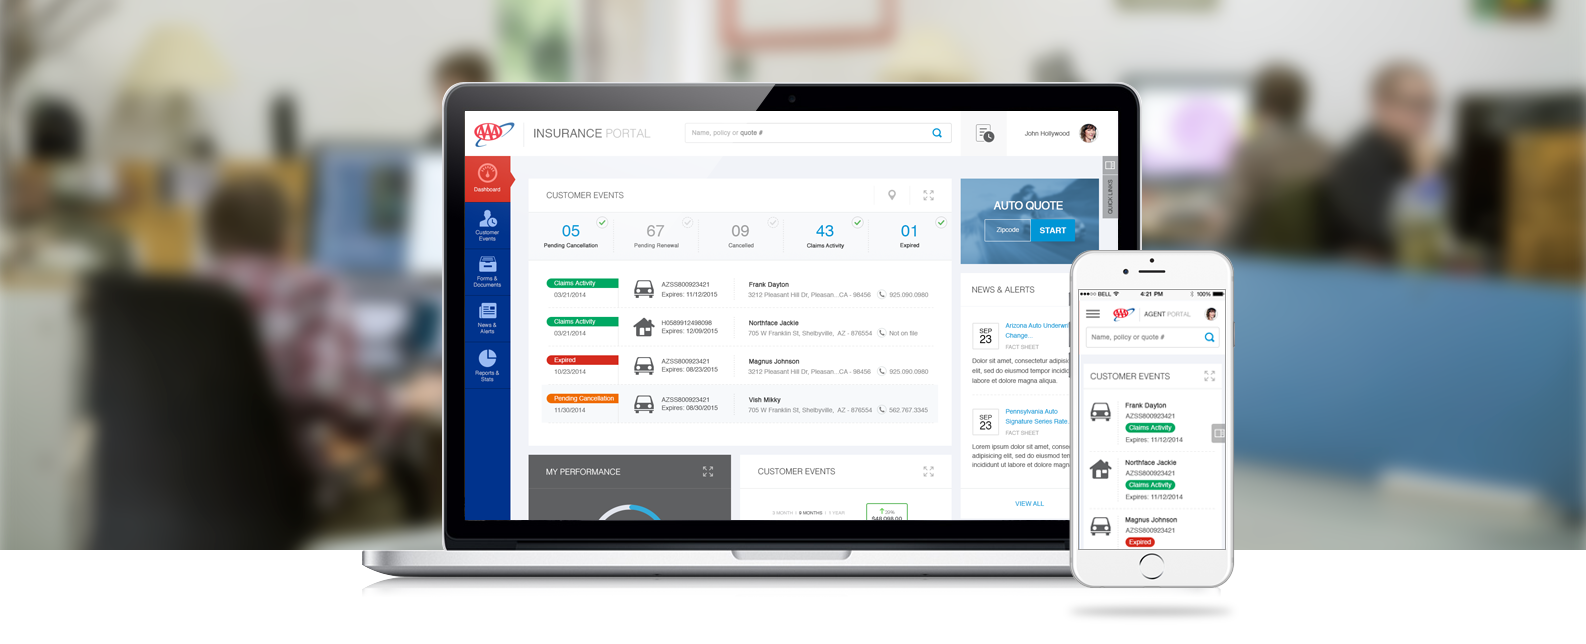 AAA
INSURANCE PORTAL
Name, policy or quote #
John Hollywood
Dashboard
Customer
Events
Forms &
Documents
News &
Alerts
Reports &
Stats
CUSTOMER EVENTS
05
Pending Cancellation
67
Pending Renewal
09
Cancelled
43
Claims Activity
01
Expired
Claims Activity
03/21/2014
AZSS800923421
Expires: 11/12/2015
Frank Dayton
3212 Pleasant Hill Dr, Pleasan...CA - 98456
925.090.0980
Claims Activity
03/21/2014
H0589912498098
Expires: 12/09/2015
Northface Jackie
705 W Franklin St, Shelbyville, AZ - 876554
Not on file
Expired
10/23/2014
AZSS800923421
Expires: 08/23/2015
Magnus Johnson
3212 Pleasant Hill Dr, Pleasan...CA - 98456
925.090.0980
Pending Cancellation
11/30/2014
AZSS800923421
Expires: 08/30/2015
Vish Mikky
705 W Franklin St, Shelbyville, AZ - 876554
562.767.3345
MY PERFORMANCE
CUSTOMER EVENTS
3 MONTH I 9 MONTHS I 1 YEAR
39%
$48,098.00
AUTO QUOTE
Zipcode
START
QUICK LINKS
NEWS & ALERTS
SEP
23
Arizona Auto Underwri
Change...
FACT SHEET
Dolor sit amet, consectetur adipisic
elit, sed do eiusmod tempor incidid
labore et dolore magna aliqua.
SEP
23
Pennsylvania Auto
Signature Series Rate
FACT SHEET
Lorem ipsum dolor sit amet, conse
adipisicing elit, sed do eiusmod ten
incididunt ut labore et dolore magn
VIEW ALL
BELL
4:21 PM
100%
AAA
AGENT PORTAL
Name, policy or quote #
CUSTOMER EVENTS
Frank Dayton
AZSS800923421
Claims Activity
Expires: 11/12/2014
Northface Jackie
AZSS800923421
Claims Activity
Expires: 11/12/2014
Magnus Johnson
AZSS800923421
Expired